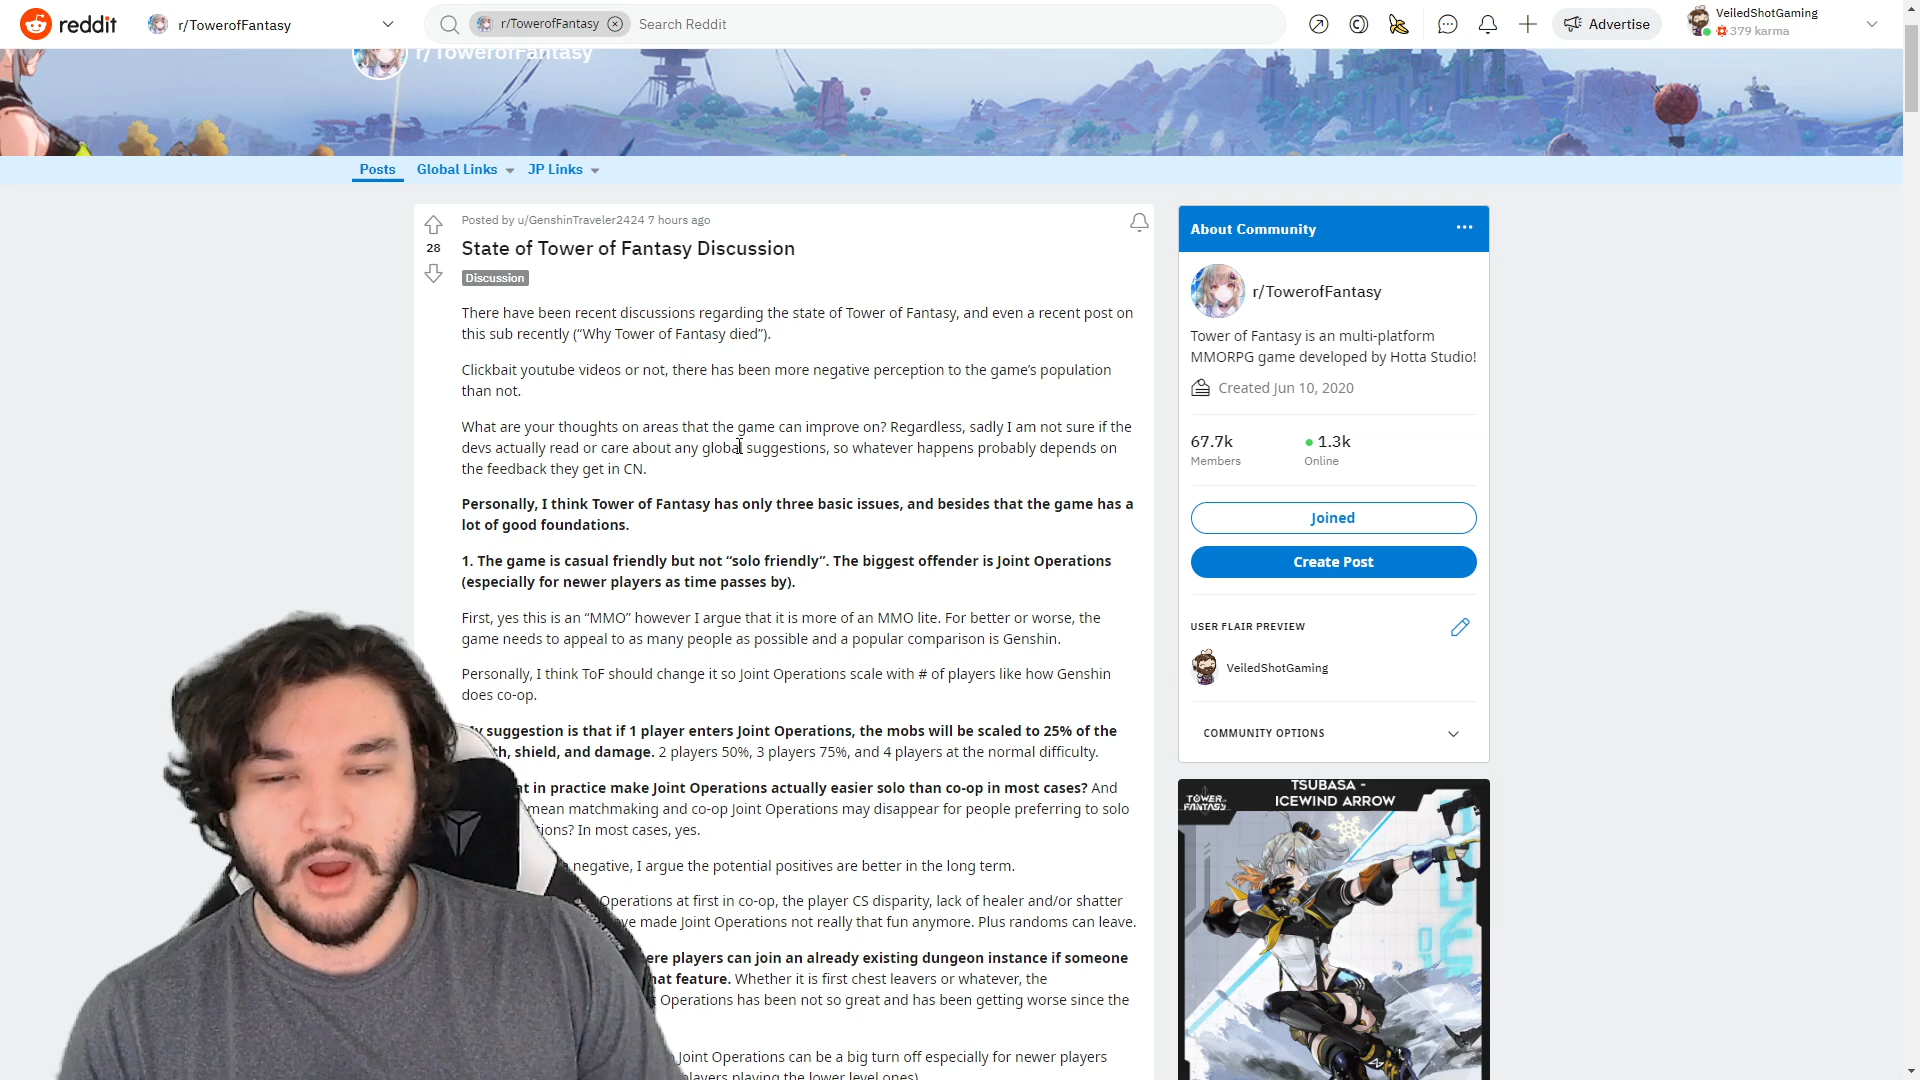 reddit
r/TowerofFantasy
r/TowerofFantasy
Search Reddit
Advertise
VeiledShotGaming
379 karma
r/TowerofFantasy
Posts
Global Links
JP Links
28
Posted by u/GenshinTraveler2424 7 hours ago
State of Tower of Fantasy Discussion
Discussion
There have been recent discussions regarding the state of Tower of Fantasy, and even a recent post on
this sub recently (“Why Tower of Fantasy died”).
Clickbait youtube videos or not, there has been more negative perception to the game’s population
than not.
What are your thoughts on areas that the game can improve on? Regardless, sadly I am not sure if the
devs actually read or care about any global suggestions, so whatever happens probably depends on
the feedback they get in CN.
Personally, I think Tower of Fantasy has only three basic issues, and besides that the game has a
lot of good foundations.
1. The game is casual friendly but not “solo friendly”. The biggest offender is Joint Operations
(especially for newer players as time passes by).
First, yes this is an “MMO” however I argue that it is more of an MMO lite. For better or worse, the
game needs to appeal to as many people as possible and a popular comparison is Genshin.
Personally, I think ToF should change it so Joint Operations scale with # of players like how Genshin
does co-op.
suggestion is that if 1 player enters Joint Operations, the mobs will be scaled to 25% of the
shield, and damage. 2 players 50%, 3 players 75%, and 4 players at the normal difficulty.
in practice make Joint Operations actually easier solo than co-op in most cases? And
mean matchmaking and co-op Joint Operations may disappear for people preferring to solo
In most cases, yes.
negative, I argue the potential positives are better in the long term.
Operations at first in co-op, the player CS disparity, lack of healer and/or shatter
made Joint Operations not really that fun anymore. Plus randoms can leave.
players can join an already existing dungeon instance if someone
feature. Whether it is first chest leavers or whatever, the
Operations has been not so great and has been getting worse since the
Joint Operations can be a big turn off especially for newer players
players playing the lower level ones).
About Community
r/TowerofFantasy
Tower of Fantasy is an multi-platform
MMORPG game developed by Hotta Studio!
Created Jun 10, 2020
67.7k
Members
1.3k
Online
Joined
Create Post
USER FLAIR PREVIEW
VeiledShotGaming
COMMUNITY OPTIONS
TOWER OF FANTASY
TSUBASA -
ICEWIND ARROW